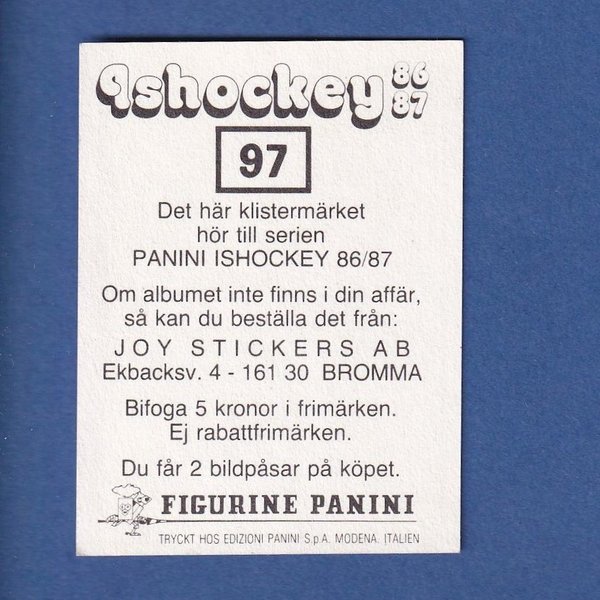 Ishockey 86 87
97
Det här klistermärket
hör till serien
PANINI ISHOCKEY 86/87
Om albumet inte finns i din affär,
så kan du beställa det från:
JOY STICKERS AB
Ekbacksv. 4 - 161 30 BROMMA
Bifoga 5 kronor i frimärken.
Ej rabattfrimärken.
Du får 2 bildpåsar på köpet.
FIGURINE PANINI
TRYCKT HOS EDIZIONI PANINI S.p.A. MODENA. ITALIEN